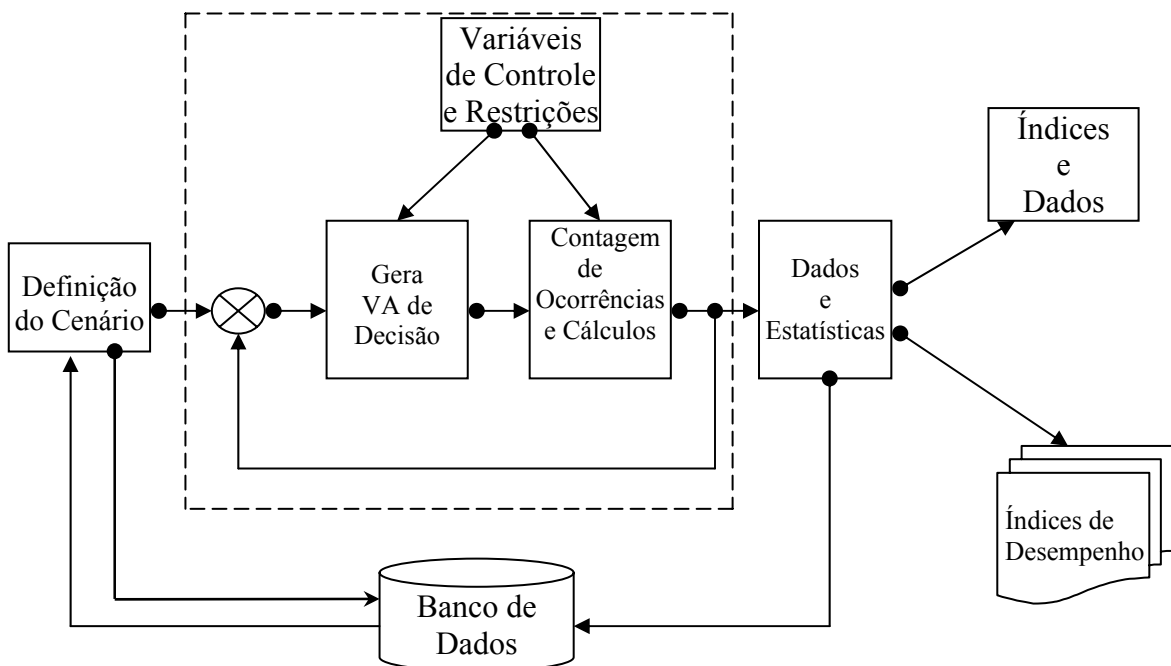 Variáveis
de Controle
e Restrições
Índices
e
Dados
Definição
do Cenário
Gera
VA de
Decisão
Contagem
de
Ocorrências
e Cálculos
Dados
e
Estatísticas
Índices de
Desempenho
Banco de
Dados